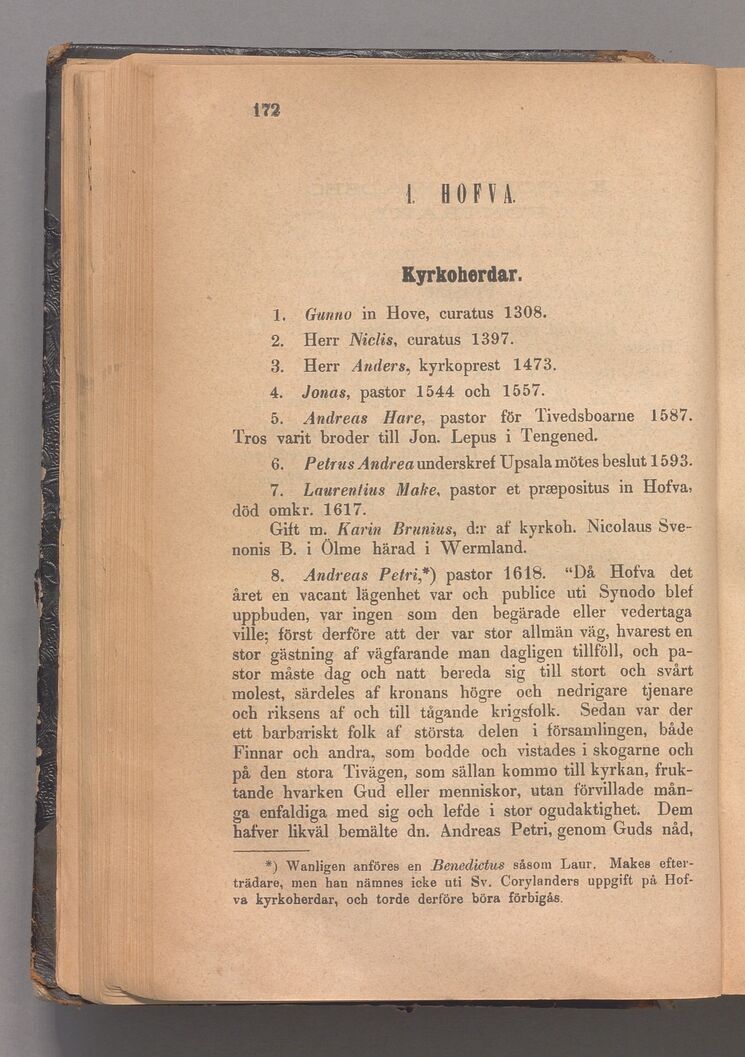 172
1. HOFVA.
Kyrkoherdar.
1. Gunno in Hove, curatus 1308.
2. Herr Niclis, curatus 1397.
3. Herr Anders, kyrkoprest 1473.
4. Jonas, pastor 1544 och 1557.
5. Andreas Hare, pastor för Tivedsboarne 1587.
Tros varit broder till Jon. Lepus i Tengened.
6. Petrus Andrea underskref Upsala mötes beslut 1593.
7. Laurentius Make, pastor et præpositus in Hofva,
död omkr. 1617.
Gift m. Karin Brunius, d:r af kyrkoh. Nicolaus Sve-
nonis B. i Ölme härad i Wermland.
8. Andreas Petri,*) pastor 1618. “Då Hofva det
året en vacant lägenhet var och publice uti Synodo blef
uppbuden, var ingen som den begärade eller vedertaga
ville; först derföre att der var stor allmän väg, hvarest en
stor gästning af vägfarande man dagligen tillföll, och pa-
stor måste dag och natt bereda sig till stort och svårt
molest, särdeles af kronans högre och nedrigare tjenare
och riksens af och till tågande krigsfolk. Sedan var der
ett barbariskt folk af största delen i församlingen, både
Finnar och andra, som bodde och vistades i skogarne och
på den stora Tivägen, som sällan kommo till kyrkan, fruk-
tande hvarken Gud eller menniskor, utan förvillade mån-
ga enfaldiga med sig och lefde i stor ogudaktighet. Dem
hafver likväl bemälte dn. Andreas Petri, genom Guds nåd,
*) Wanligen anföres en Benedictus såsom Laur. Makes efter-
trädare, men han nämnes icke uti Sv. Corylanders uppgift på Hof-
va kyrkoherdar, och torde derföre böra förbigås.